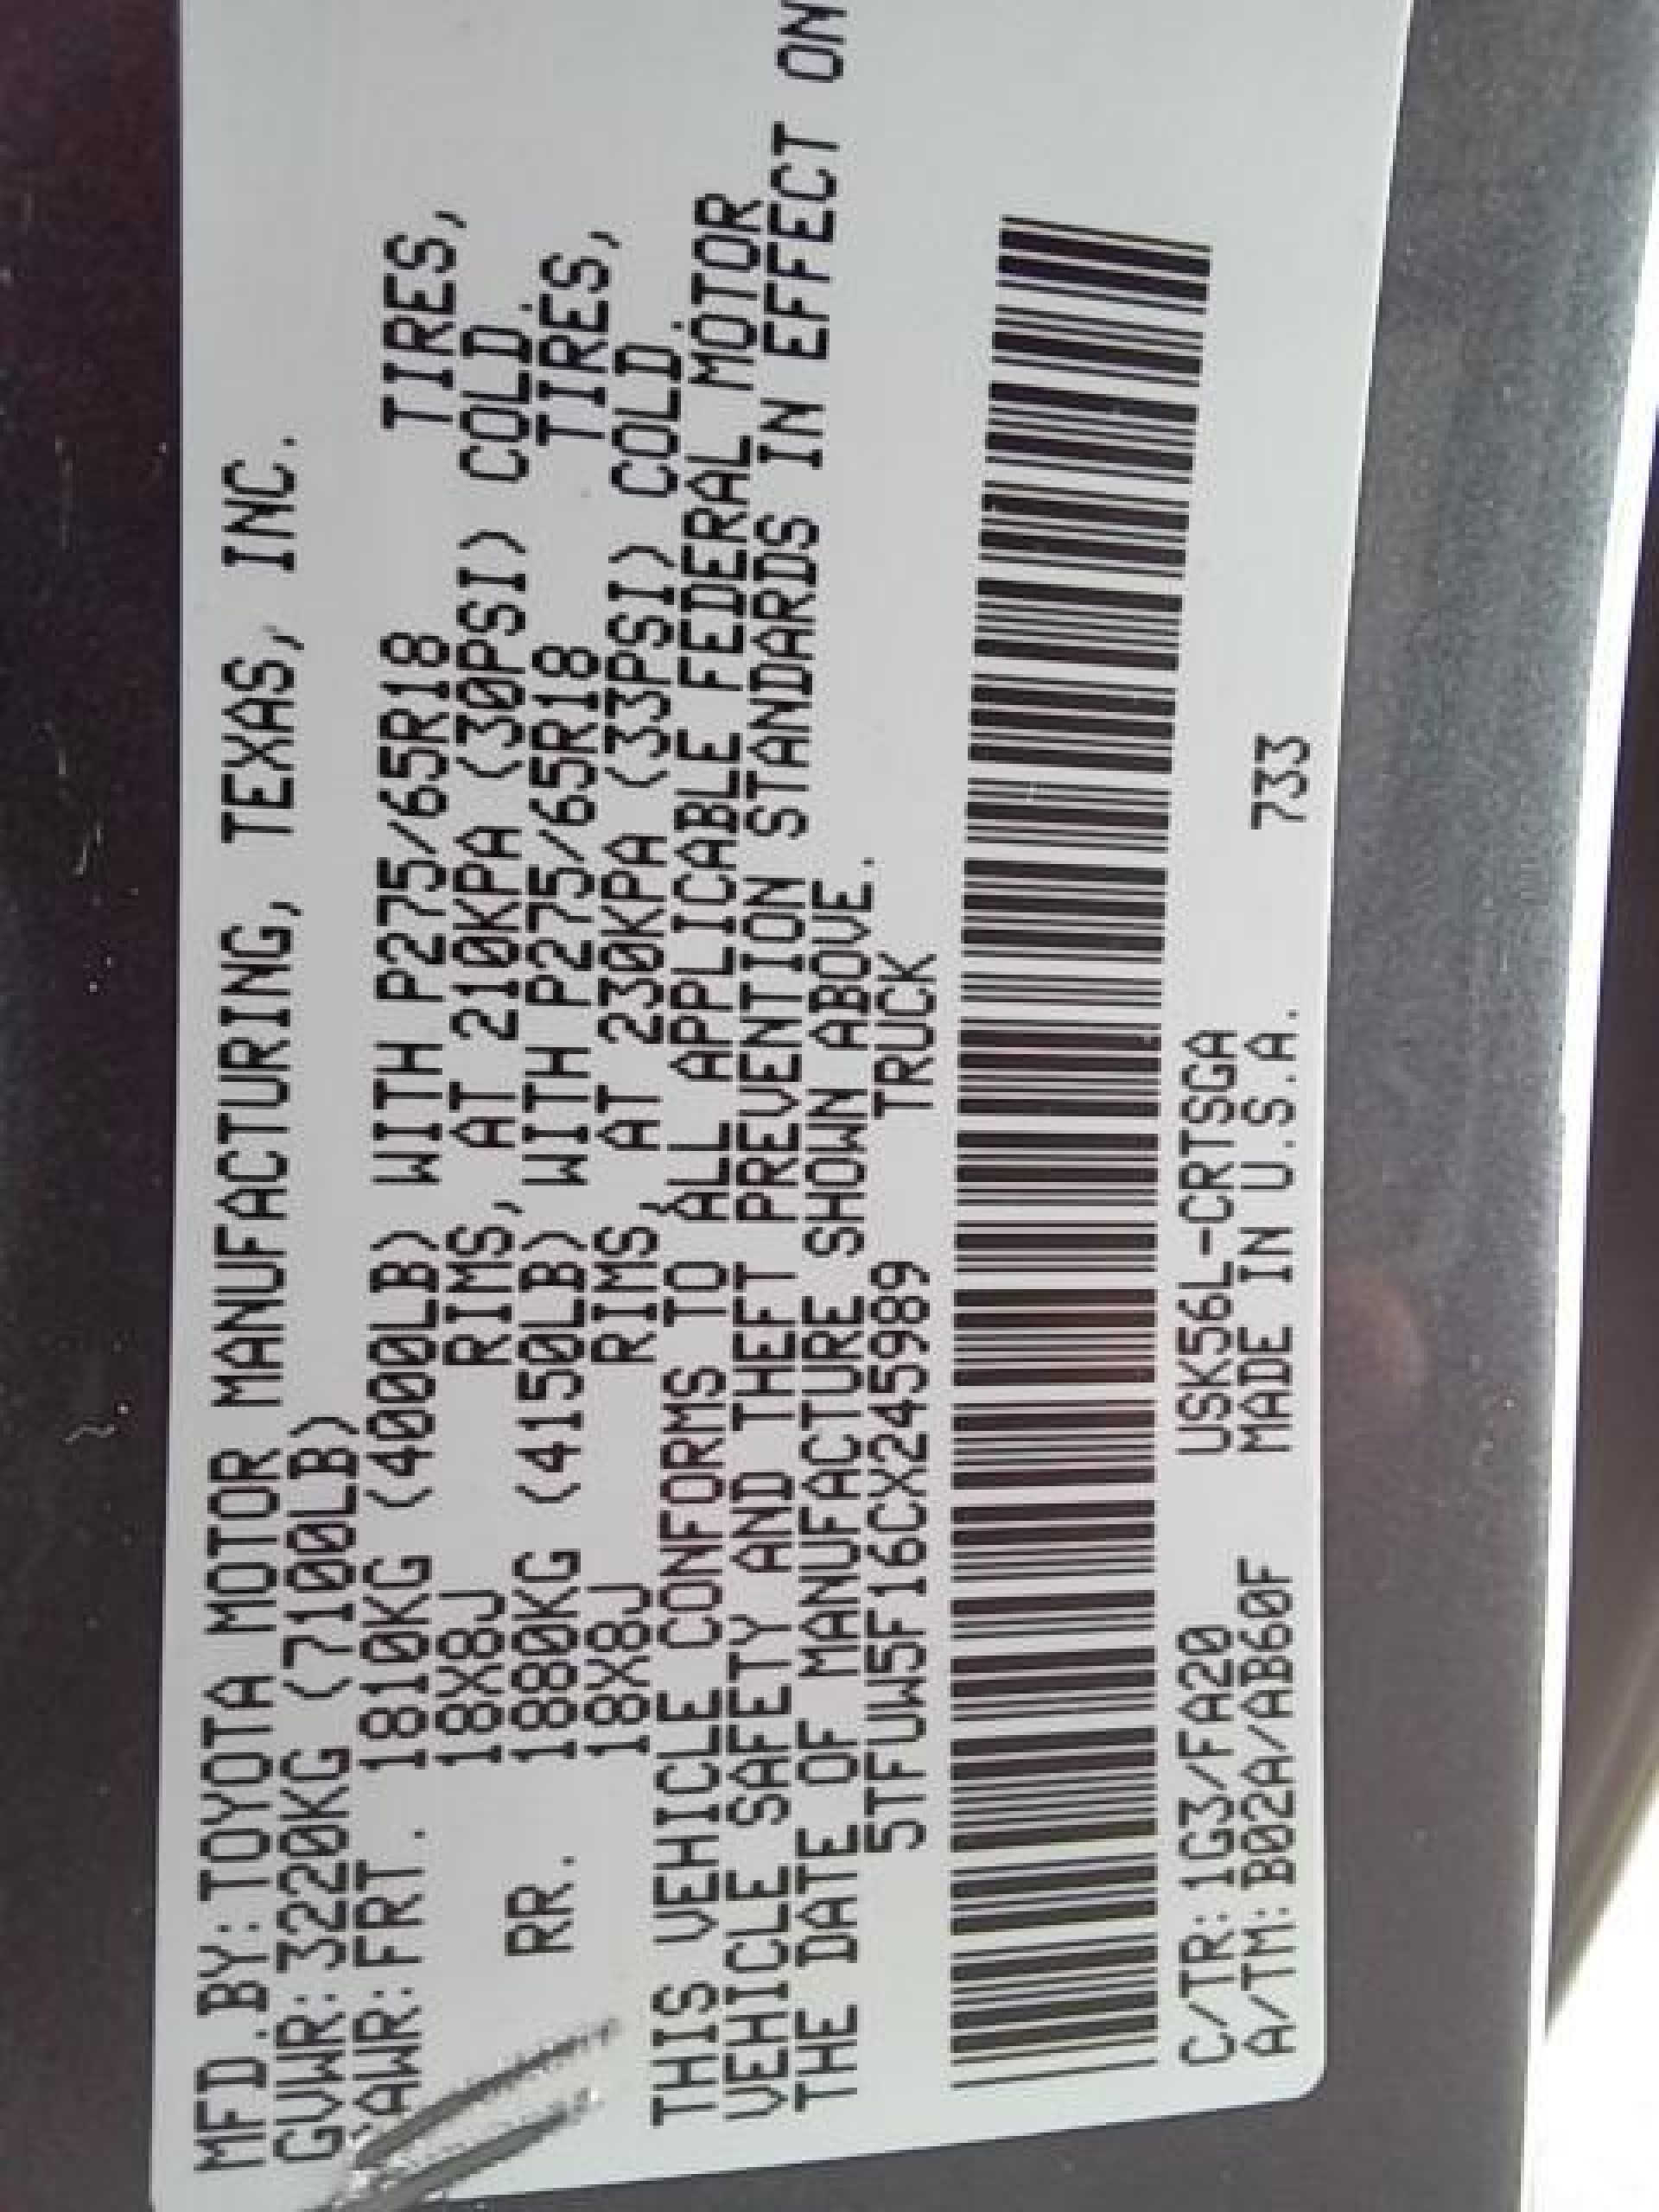 MFD.BY:TOYOTA MOTOR MANUFACTURING, TEXAS, INC.
GVWR:3220KG (7100LB)
GAWR:FRT. 1810KG (4000LB) WITH P275/65R18 TIRES,
18X8J RIMS, AT 210KPA (30PSI) COLD.
RR. 1880KG (4150LB) WITH P275/65R18 TIRES,
18X8J RIMS, AT 230KPA (33PSI) COLD.
THIS VEHICLE CONFORMS TO ALL APPLICABLE FEDERAL MOTOR
VEHICLE SAFETY AND THEFT PREVENTION STANDARDS IN EFFECT ON
THE DATE OF MANUFACTURE SHOWN ABOVE.
5TFUW5F16CX245989 TRUCK
C/TR:1G3/FA20 USK56L-CRTSGA
A/TM:B02A/AB60F MADE IN U.S.A. 733